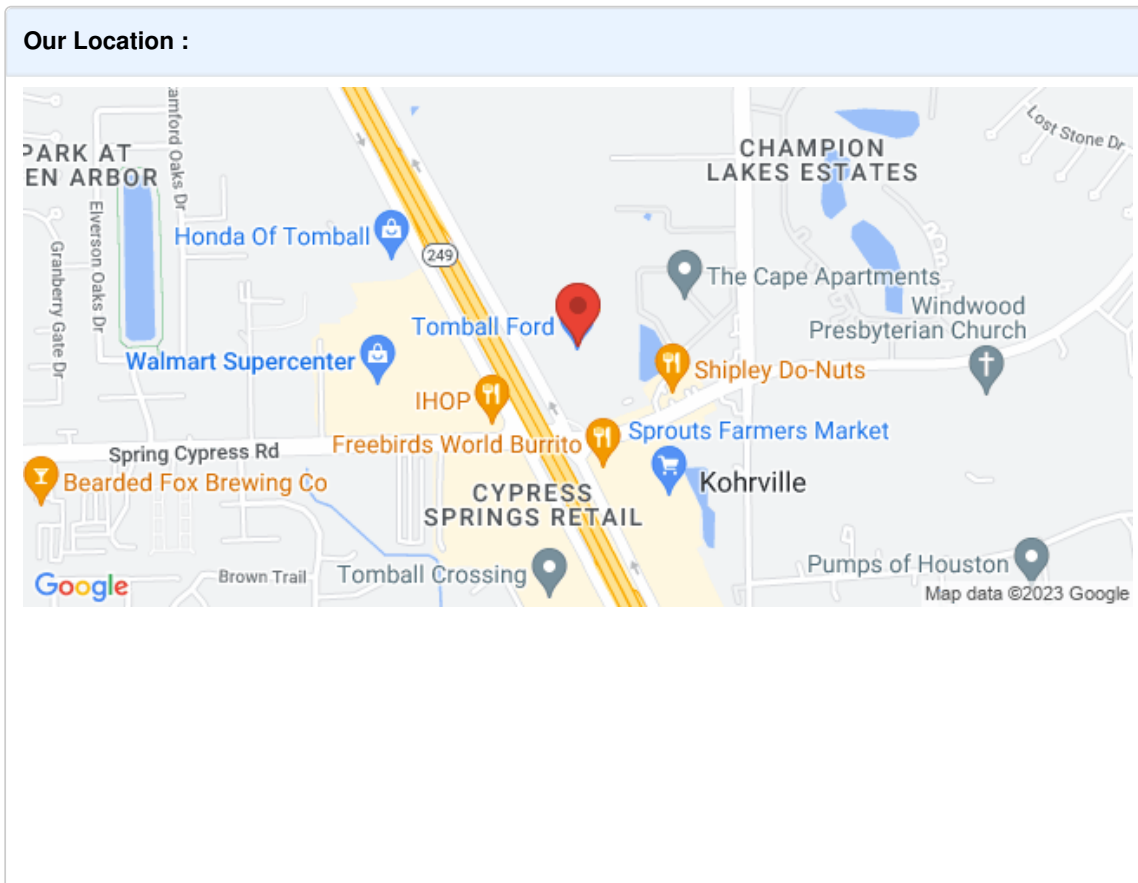 Our Location :
amford Oaks Dr
PARK AT
EN ARBOR
Elverson Oaks Dr
Granberry Gate Dr
Honda Of Tomball
249
CHAMPION
LAKES ESTATES
Lost Stone Dr
The Cape Apartments
Windwood
Presbyterian Church
Tomball Ford
Walmart Supercenter
Shipley Do-Nuts
IHOP
Freebirds World Burrito
Sprouts Farmers Market
Spring Cypress Rd
Bearded Fox Brewing Co
Kohrville
CYPRESS
SPRINGS RETAIL
Brown Trail
Tomball Crossing
Pumps of Houston
Google
Map data ©2023 Google